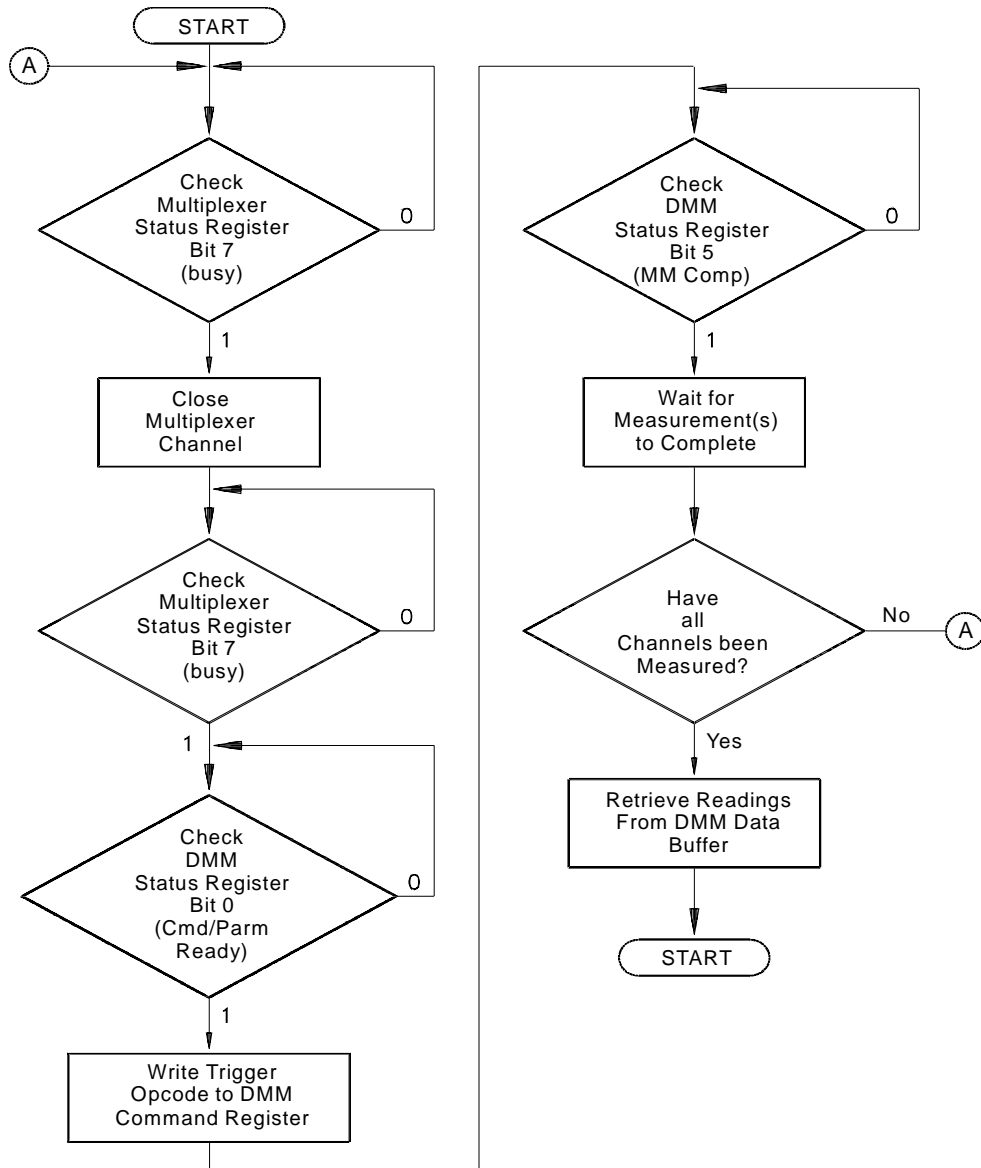 START
A
Check
Multiplexer
Status Register
Bit 7
(busy)
0
1
Close
Multiplexer
Channel
Check
Multiplexer
Status Register
Bit 7
(busy)
0
1
Check
DMM
Status Register
Bit 0
(Cmd/Parm
Ready)
0
1
Write Trigger
Opcode to DMM
Command Register
Check
DMM
Status Register
Bit 5
(MM Comp)
0
1
Wait for
Measurement(s)
to Complete
Have
all
Channels been
Measured?
No
A
Yes
Retrieve Readings
From DMM Data
Buffer
START